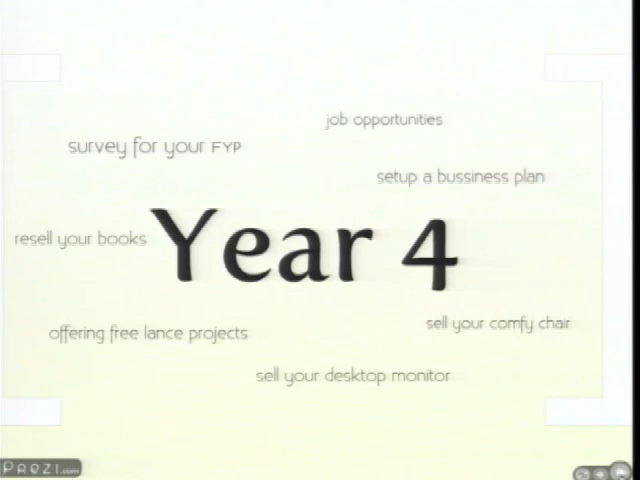 job opportunities
survey for your FYP
setup a bussiness plan
resell your books
Year 4
sell your comfy chair
offering free lance projects
sell your desktop monitor
PREZI.com